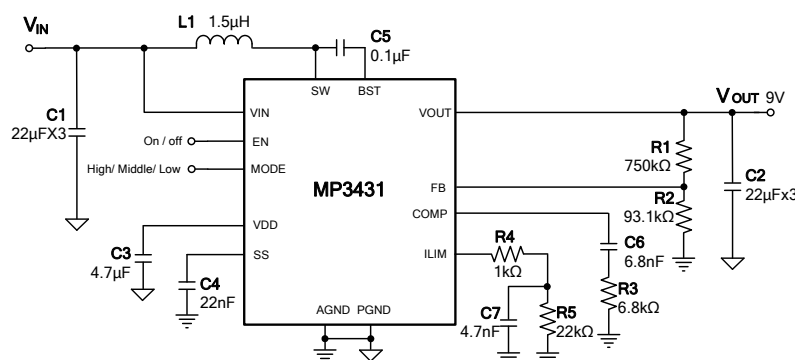 L1 1.5µH
VIN
C5
0.1µF
SW BST
C1
22µFX3
VIN
VOUT
VOUT 9V
On / off
EN
High/ Middle/ Low
MODE
MP3431
R1
750kΩ
FB
C2
22µFx3
R2
93.1kΩ
COMP
VDD
C3
4.7µF
SS
C4
22nF
ILIM
R4
1kΩ
C6
6.8nF
R3
6.8kΩ
C7
4.7nF
R5
22kΩ
AGND PGND